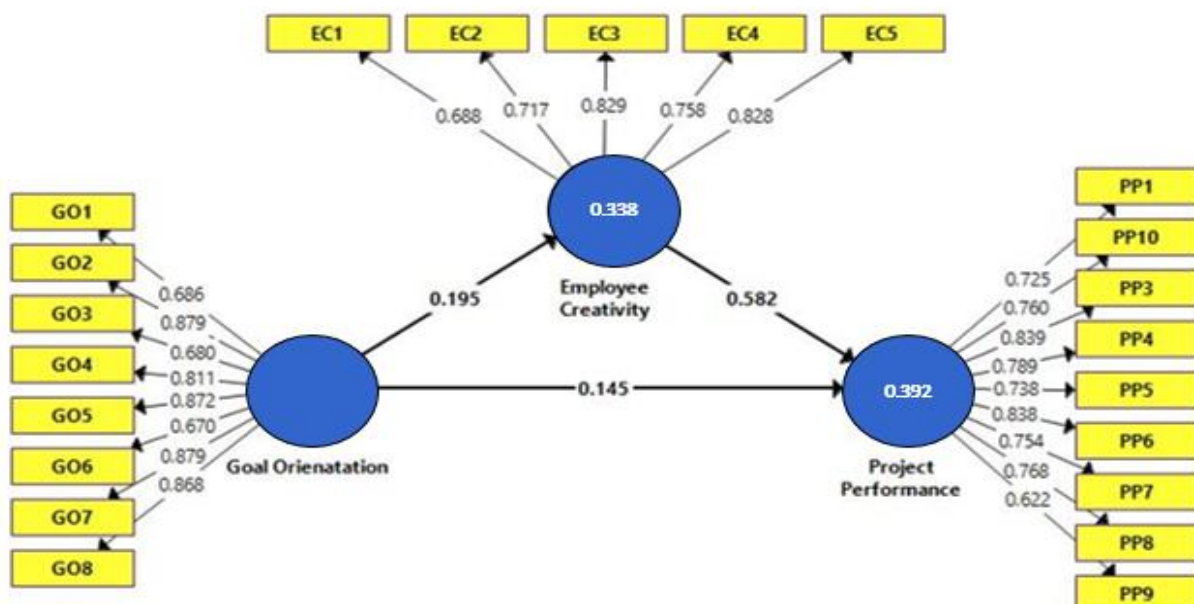 EC1 EC2 EC3 EC4 EC5
0.688 0.717 0.829 0.758 0.828
GO1
GO2
GO3
GO4
GO5
GO6
GO7
GO8
0.686
0.879
0.680
0.811
0.872
0.670
0.879
0.868
Goal Orienatation
0.195
0.338
Employee
Creativity
0.582
0.145
0.392
Project
Performance
0.725
0.760
0.839
0.789
0.738
0.838
0.754
0.768
0.622
PP1
PP10
PP3
PP4
PP5
PP6
PP7
PP8
PP9